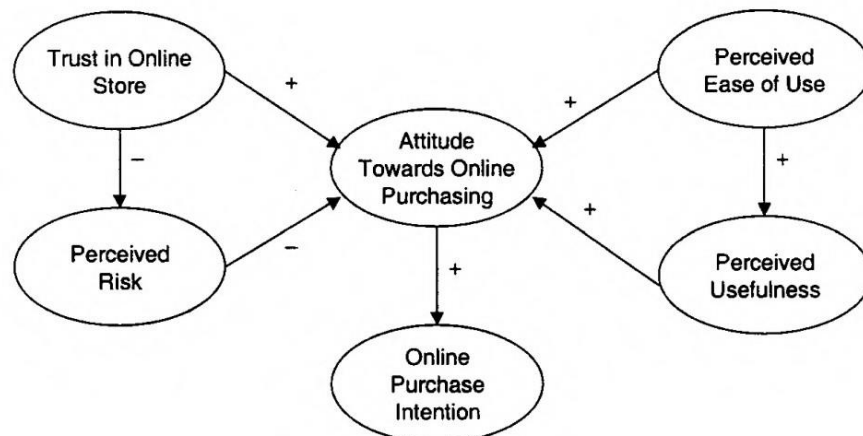 Trust in Online
Store
Perceived
Ease of Use
+
+
Attitude
Towards Online
Purchasing
–
+
+
Perceived
Risk
–
Perceived
Usefulness
+
Online
Purchase
Intention